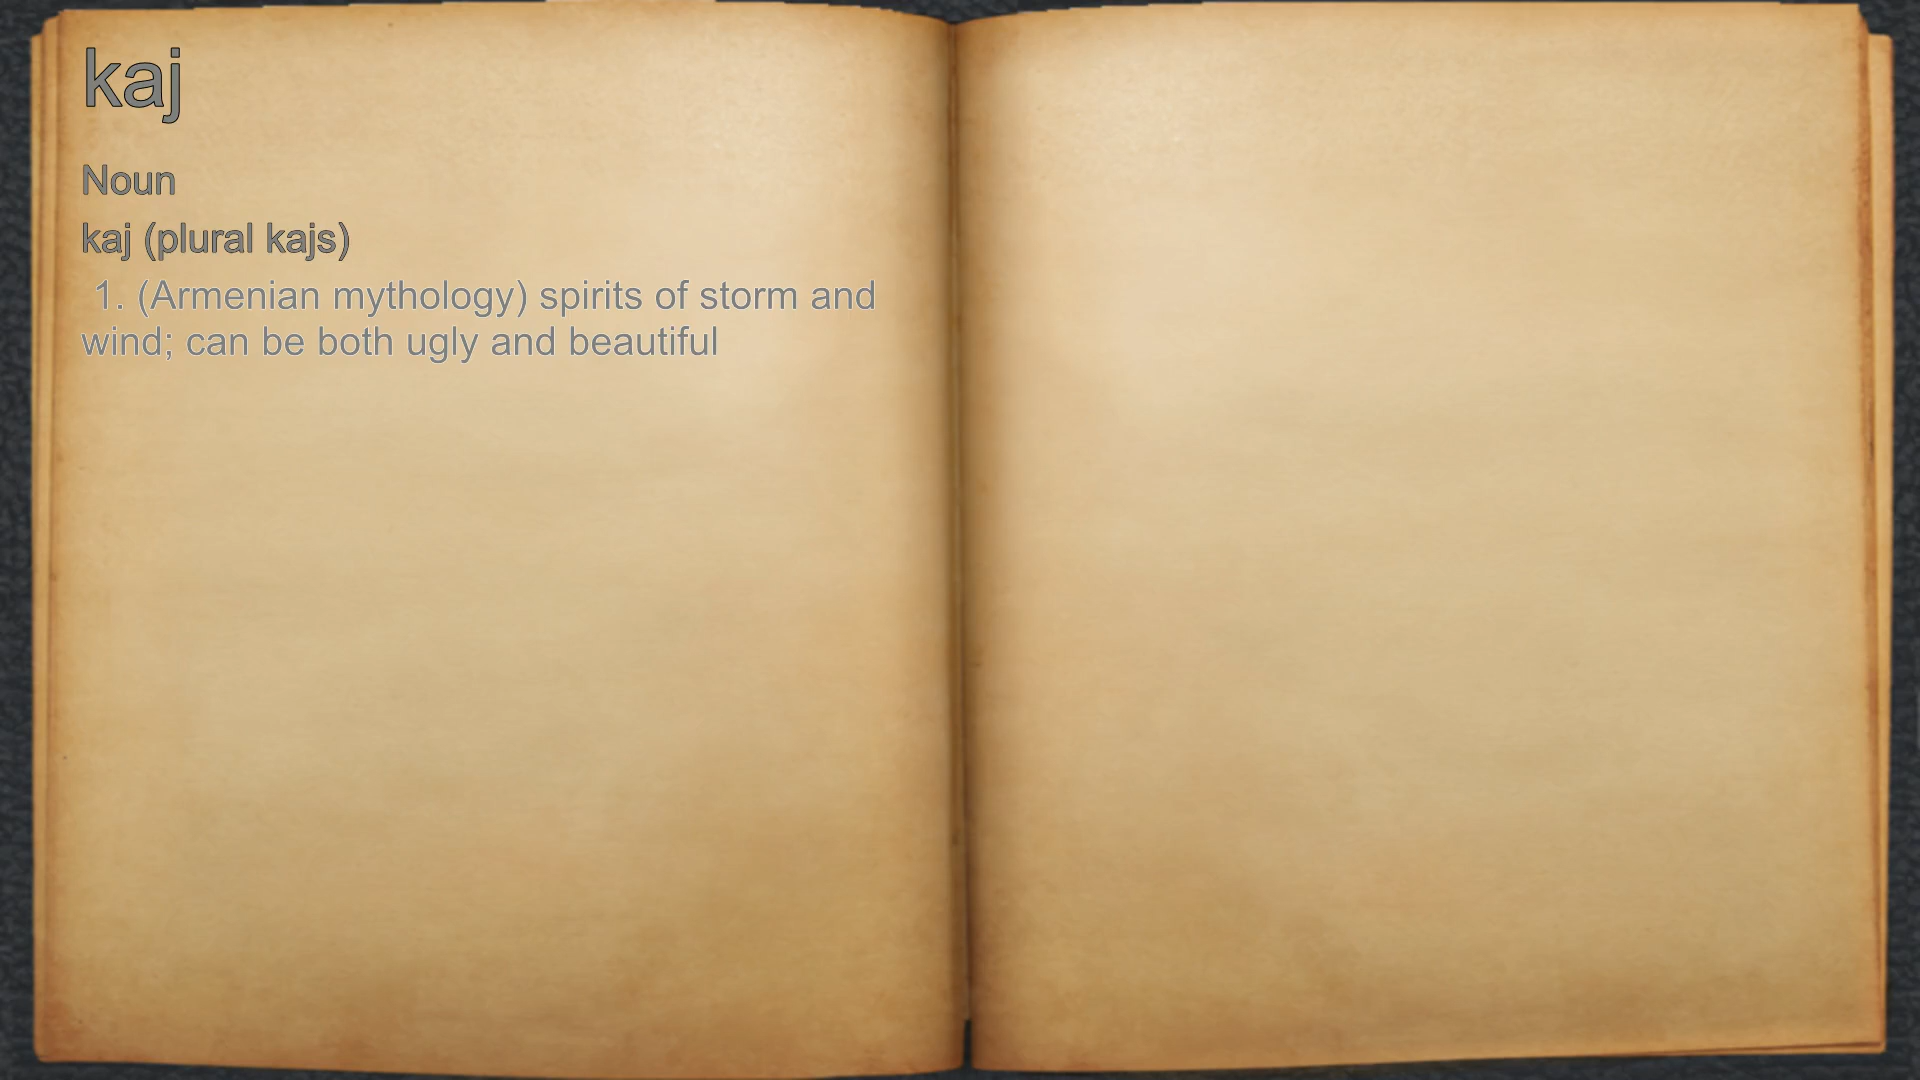 kaj
Noun
kaj (plural kajs)
1. (Armenian mythology) spirits of storm and
wind; can be both ugly and beautiful